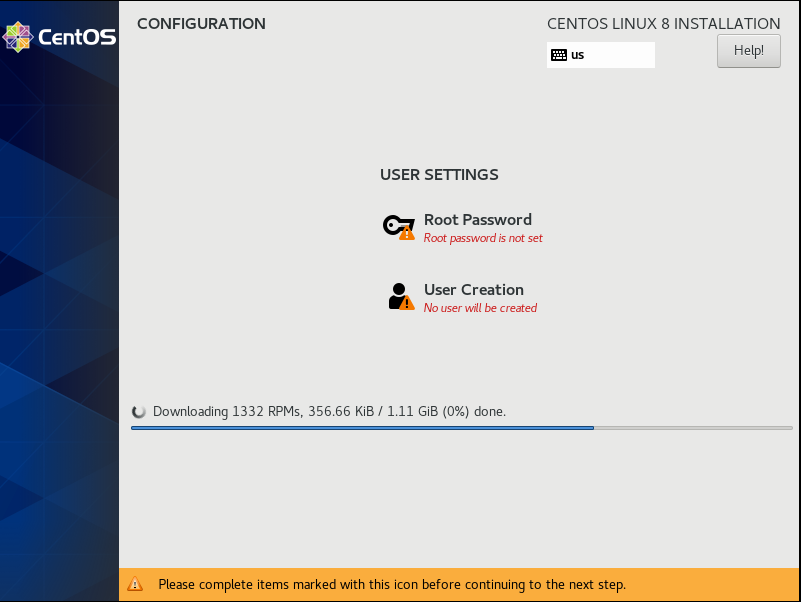 CentOS
CONFIGURATION
CENTOS LINUX 8 INSTALLATION
us
Help!
USER SETTINGS
Root Password
Root password is not set
User Creation
No user will be created
Downloading 1332 RPMs, 356.66 KiB / 1.11 GiB (0%) done.
Please complete items marked with this icon before continuing to the next step.